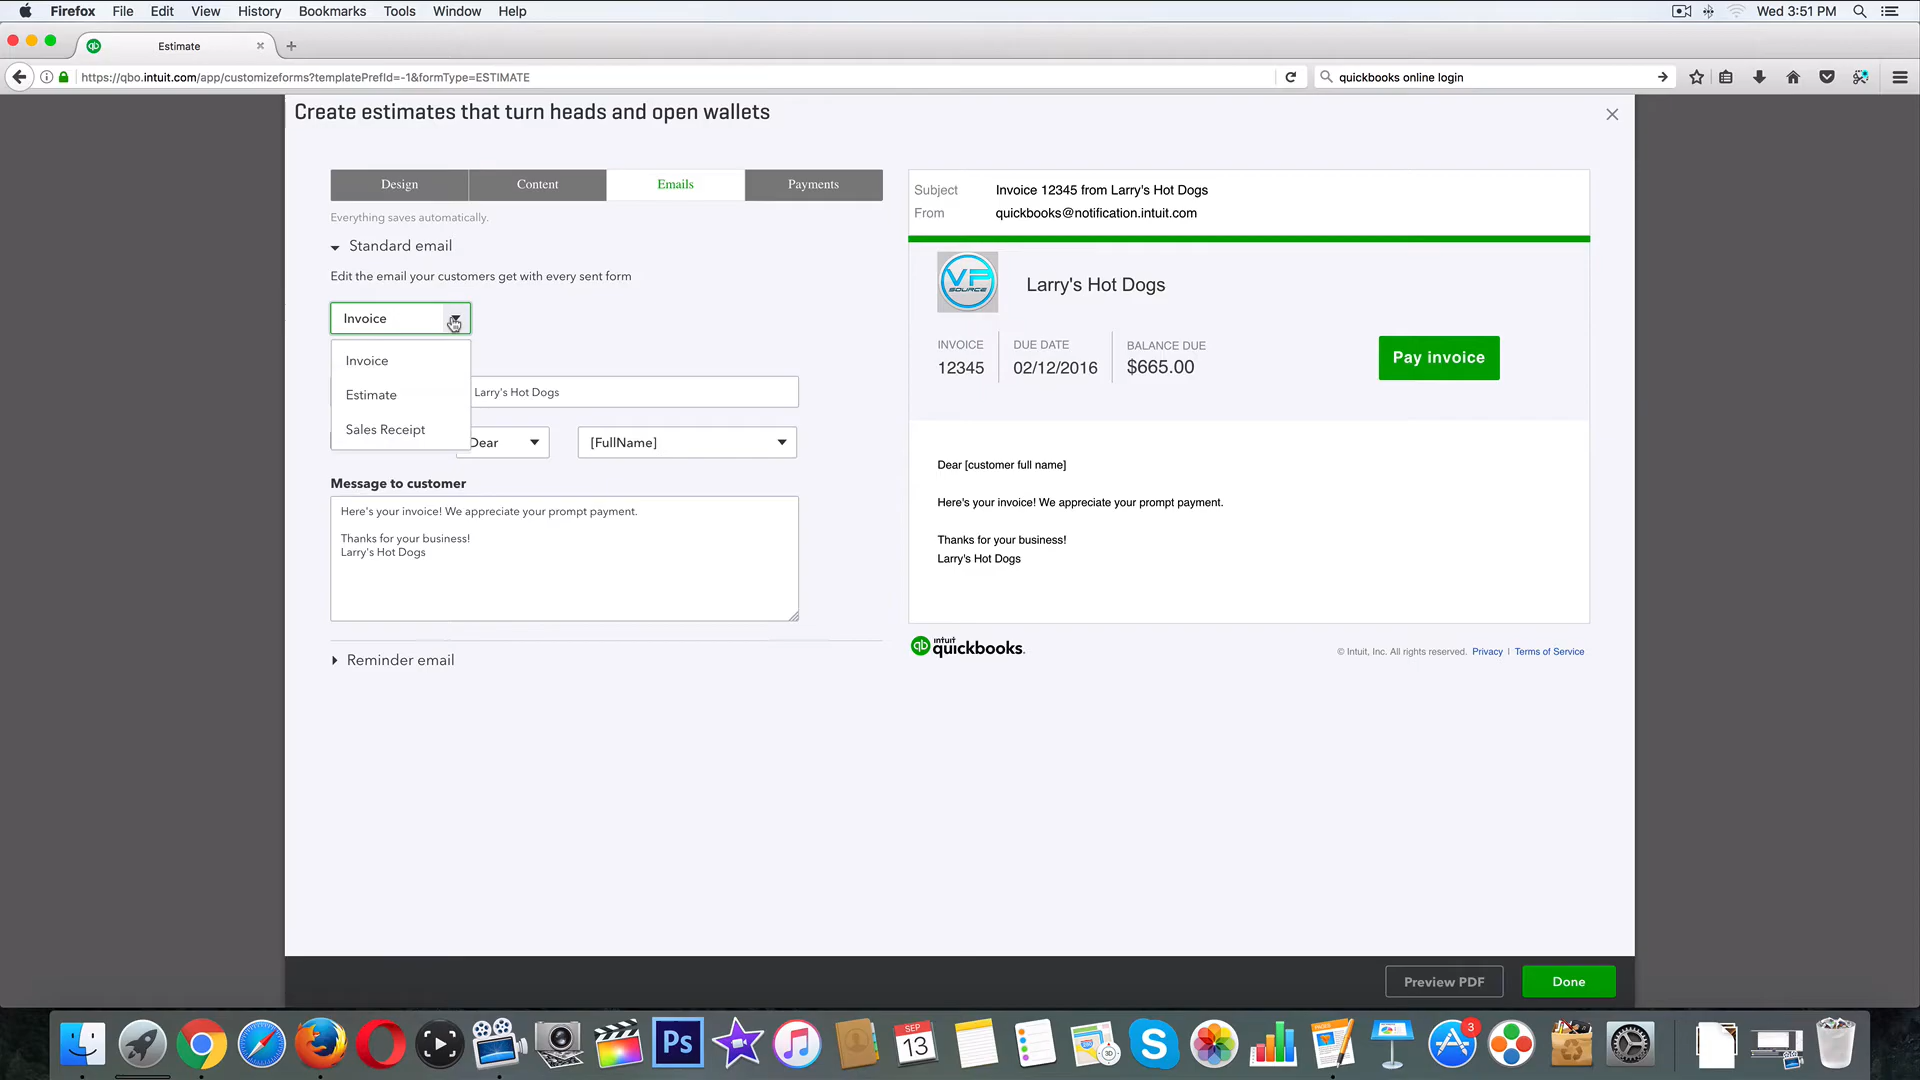 Firefox File Edit View History Bookmarks Tools Window Help Wed 3:51 PM
Estimate
https://qbo.intuit.com/app/customizeforms?templatePrefId=-1&formType=ESTIMATE quickbooks online login
Create estimates that turn heads and open wallets
Design Content Emails Payments
Everything saves automatically.
Standard email
Edit the email your customers get with every sent form
Invoice
Invoice
Estimate
Sales Receipt
Larry's Hot Dogs
Dear [FullName]
Message to customer
Here's your invoice! We appreciate your prompt payment.
Thanks for your business!
Larry's Hot Dogs
Reminder email
Subject Invoice 12345 from Larry's Hot Dogs
From quickbooks@notification.intuit.com
VP
SOURCE
Larry's Hot Dogs
INVOICE DUE DATE BALANCE DUE
12345 02/12/2016 $665.00
Pay invoice
Dear [customer full name]
Here's your invoice! We appreciate your prompt payment.
Thanks for your business!
Larry's Hot Dogs
qb intuit quickbooks.
© Intuit, Inc. All rights reserved. Privacy | Terms of Service
Preview PDF Done
Ps
SEP
13
3D
S
PAGES
3